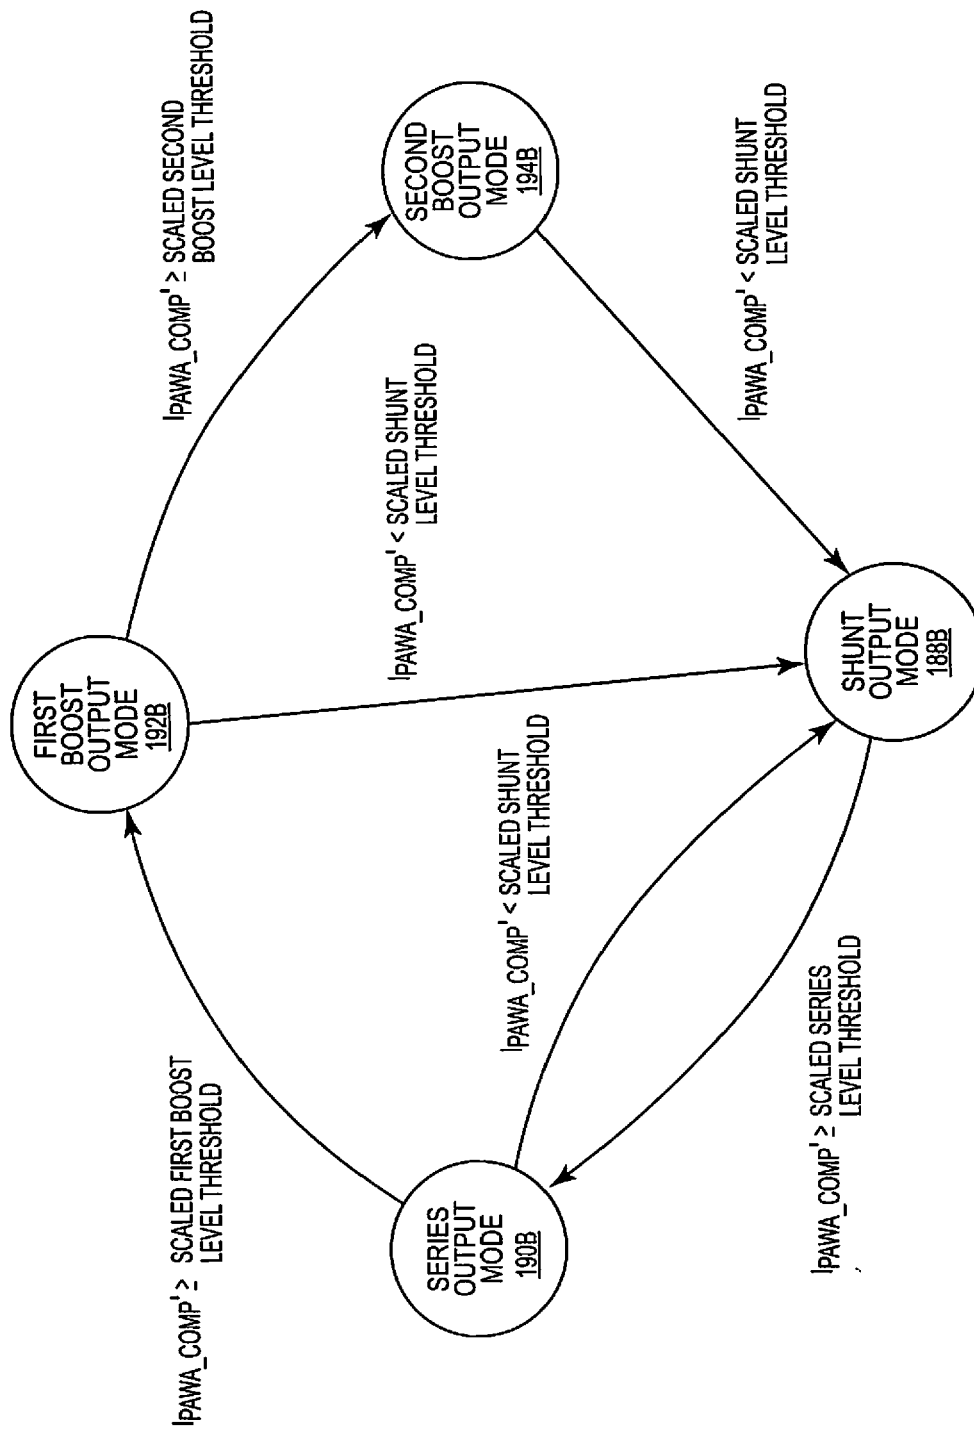 IPAWA_COMP' ≥ SCALED FIRST BOOST
LEVEL THRESHOLD
FIRST
BOOST
OUTPUT
MODE
192B
IPAWA_COMP' ≥ SCALED SECOND
BOOST LEVEL THRESHOLD
SERIES
OUTPUT
MODE
190B
IPAWA_COMP' < SCALED SHUNT
LEVEL THRESHOLD
IPAWA_COMP' < SCALED SHUNT
LEVEL THRESHOLD
SECOND
BOOST
OUTPUT
MODE
194B
IPAWA_COMP' ≥ SCALED SERIES
LEVEL THRESHOLD
SHUNT
OUTPUT
MODE
188B
IPAWA_COMP' < SCALED SHUNT
LEVEL THRESHOLD